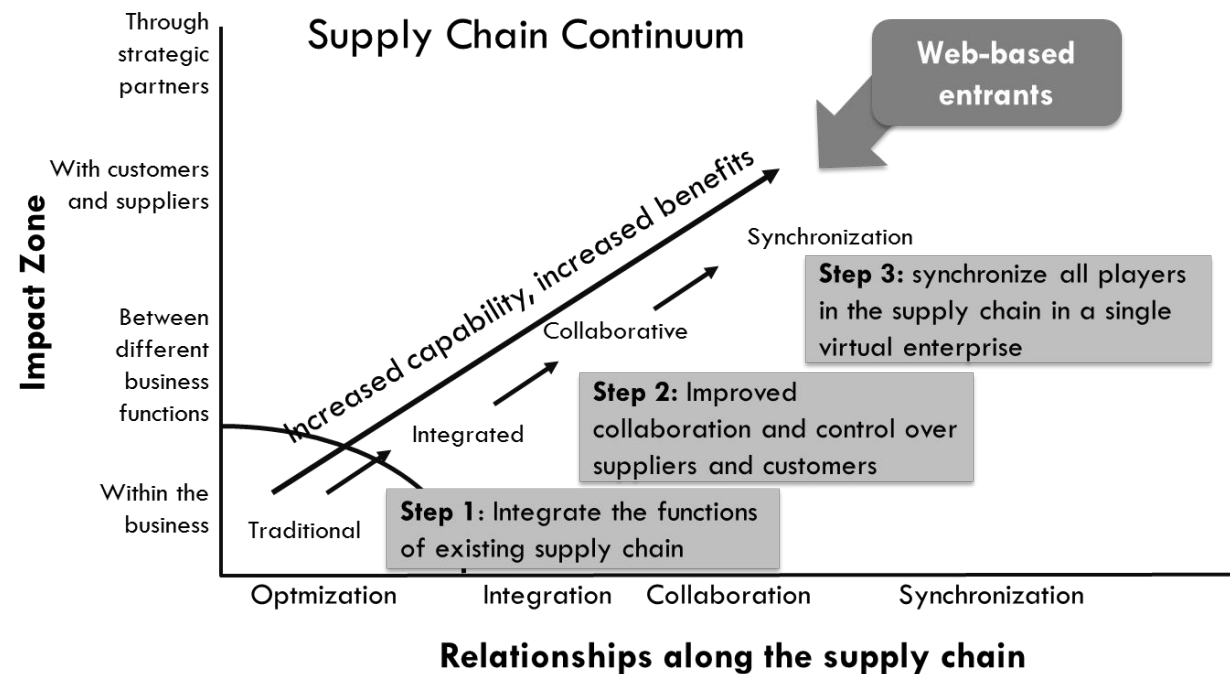 Supply Chain Continuum
Web-based
entrants
Impact Zone
Through
strategic
partners
With customers
and suppliers
Between
different
business
functions
Within the
business
Increased capability, increased benefits
Synchronization
Step 3: synchronize all players
in the supply chain in a single
virtual enterprise
Collaborative
Step 2: Improved
collaboration and control over
suppliers and customers
Integrated
Step 1: Integrate the functions
of existing supply chain
Traditional
Optmization
Integration
Collaboration
Synchronization
Relationships along the supply chain